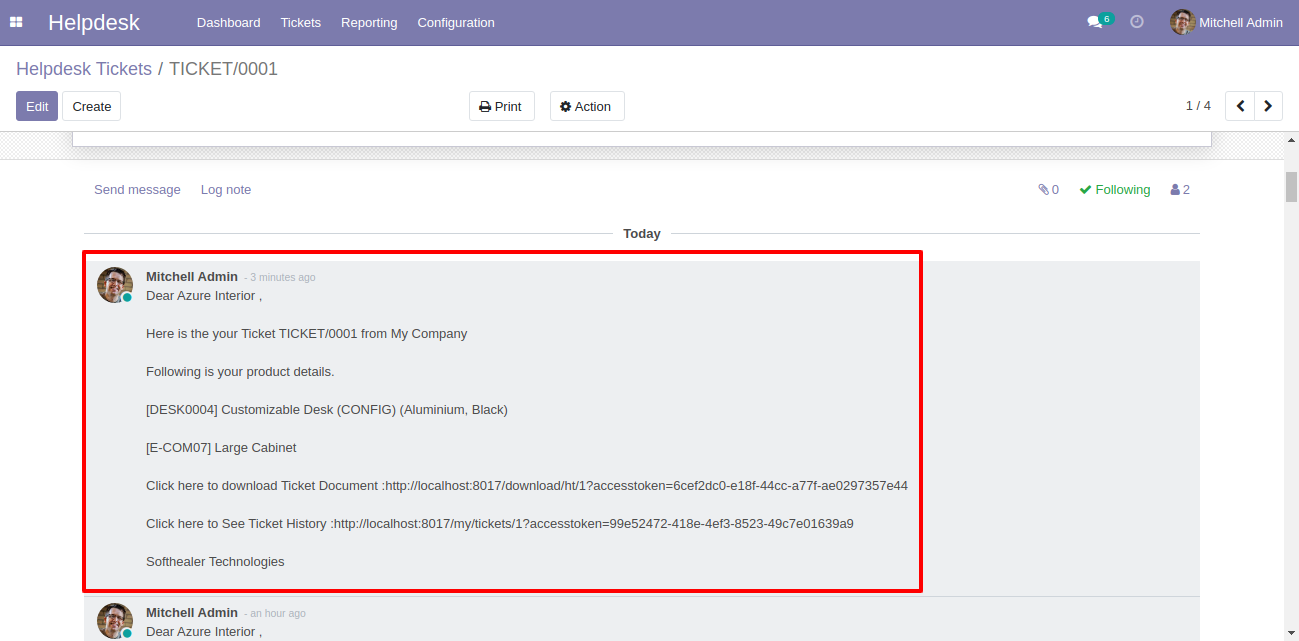 Helpdesk Dashboard Tickets Reporting Configuration 6 Mitchell Admin
Helpdesk Tickets / TICKET/0001
Edit Create Print Action 1 / 4
Send message Log note 0 Following 2
Today
Mitchell Admin - 3 minutes ago
Dear Azure Interior ,
Here is the your Ticket TICKET/0001 from My Company
Following is your product details.
[DESK0004] Customizable Desk (CONFIG) (Aluminium, Black)
[E-COM07] Large Cabinet
Click here to download Ticket Document :http://localhost:8017/download/ht/1?accesstoken=6cef2dc0-e18f-44cc-a77f-ae0297357e44
Click here to See Ticket History :http://localhost:8017/my/tickets/1?accesstoken=99e52472-418e-4ef3-8523-49c7e01639a9
Softhealer Technologies
Mitchell Admin - an hour ago
Dear Azure Interior ,